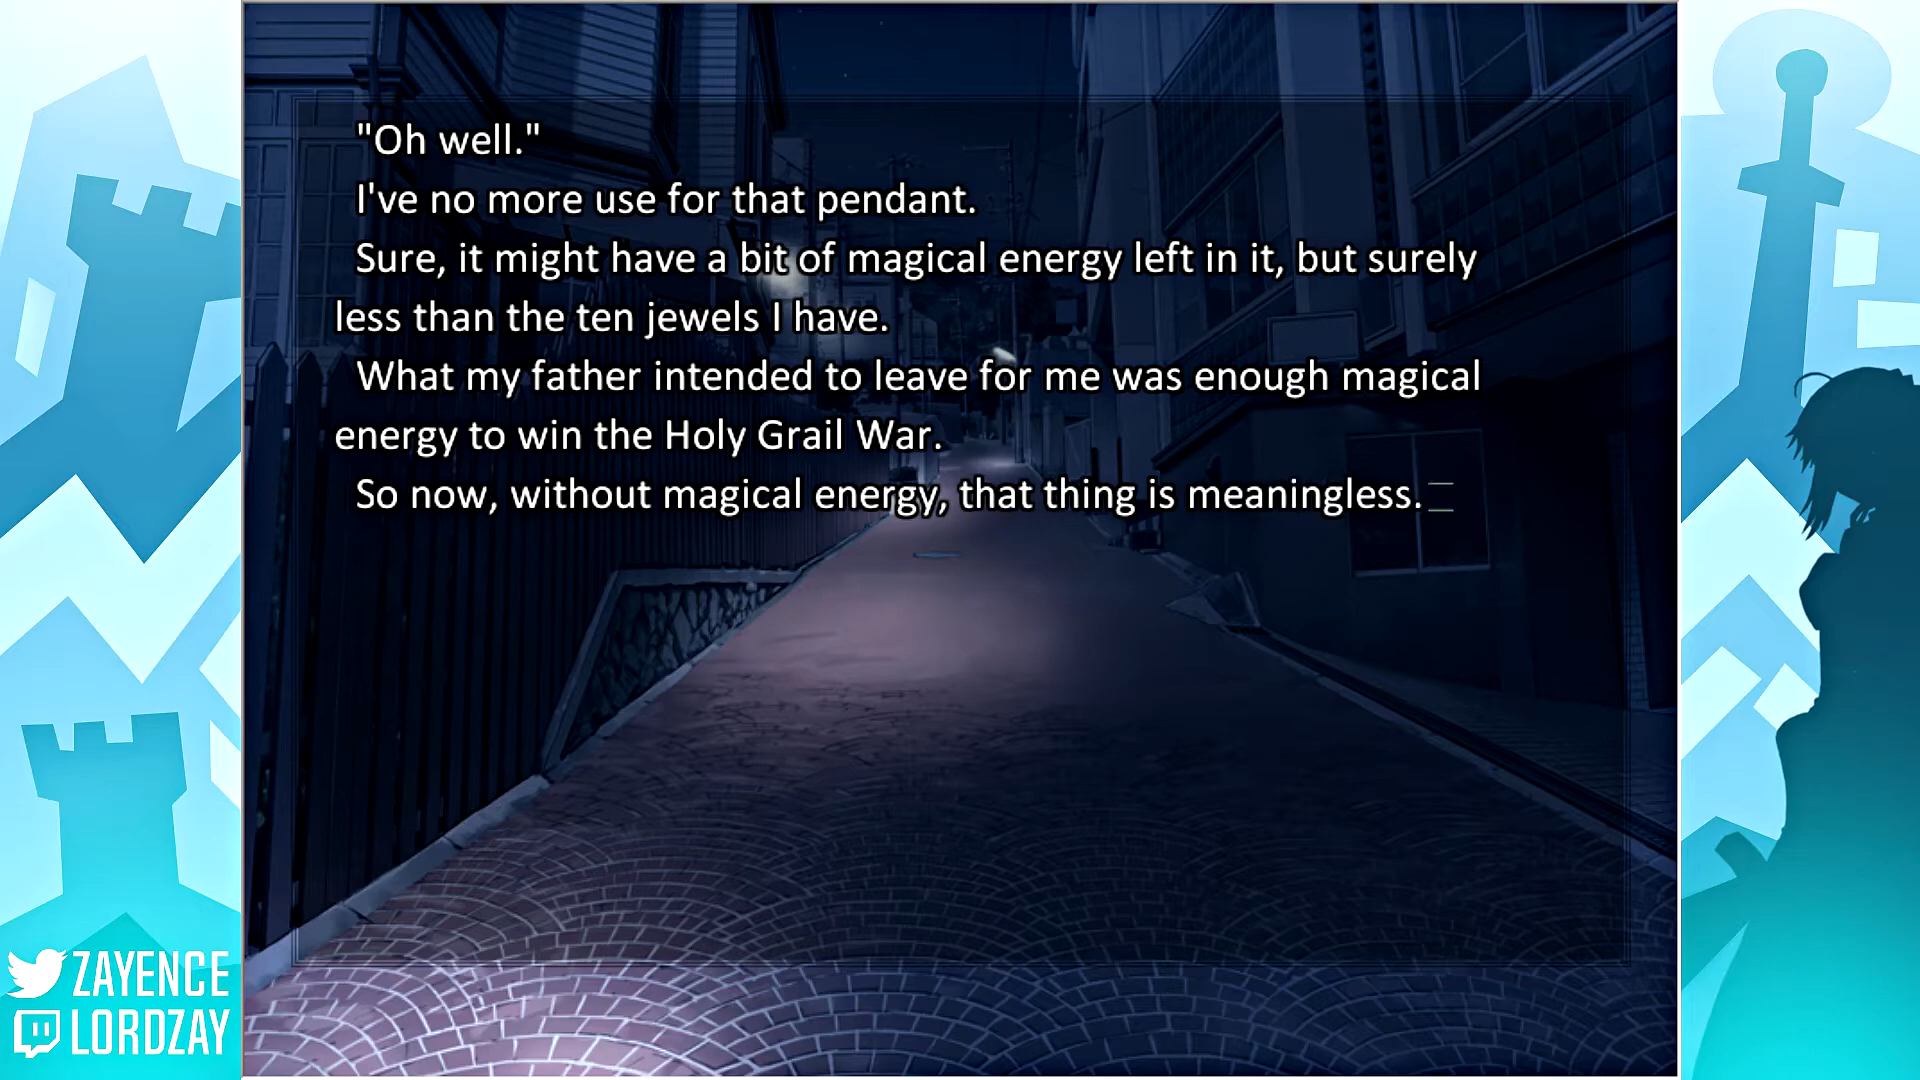 "Oh well."
I've no more use for that pendant.
Sure, it might have a bit of magical energy left in it, but surely
less than the ten jewels I have.
What my father intended to leave for me was enough magical
energy to win the Holy Grail War.
So now, without magical energy, that thing is meaningless.
ZAYENCE
LORDZAY